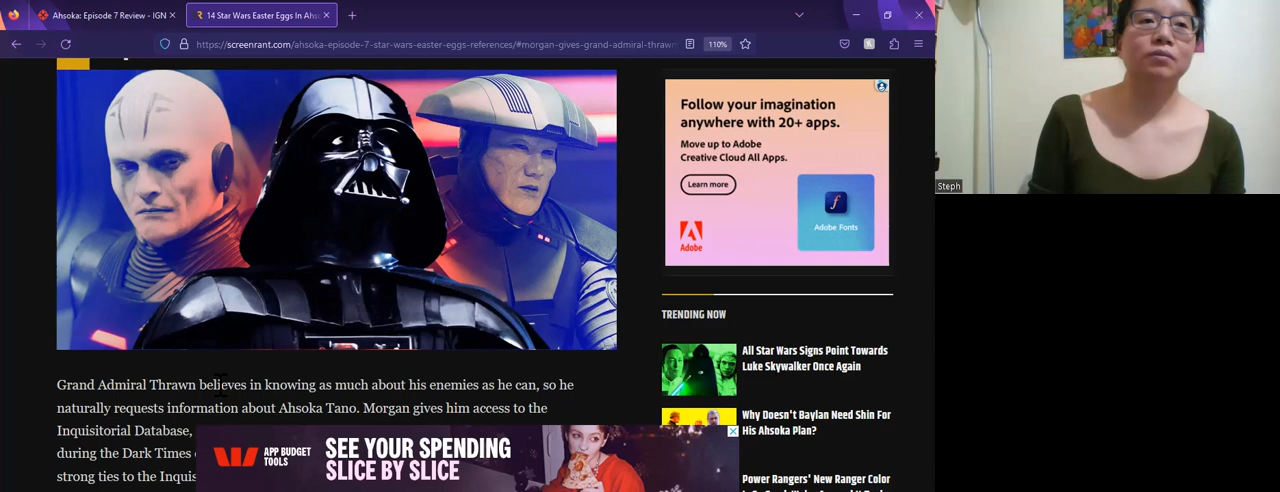 Ahsoka: Episode 7 Review - IGN
14 Star Wars Easter Eggs In Ahs
https://screenrant.com/ahsoka-episode-7-star-wars-easter-eggs-references/#morgan-gives-grand-admiral-thrawn
110%
Steph
Follow your imagination
anywhere with 20+ apps.
Move up to Adobe
Creative Cloud All Apps.
Learn more
Adobe
Adobe Fonts
TRENDING NOW
All Star Wars Signs Point Towards
Luke Skywalker Once Again
Why Doesn't Baylan Need Shin For
His Ahsoka Plan?
Power Rangers' New Ranger Color
Grand Admiral Thrawn believes in knowing as much about his enemies as he can, so he
naturally requests information about Ahsoka Tano. Morgan gives him access to the
Inquisitorial Database,
during the Dark Times
strong ties to the Inquis
APP BUDGET
TOOLS
SEE YOUR SPENDING
SLICE BY SLICE